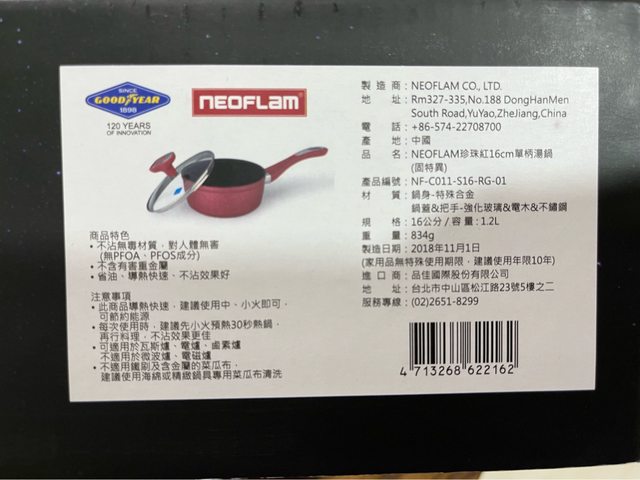 SINCE
GOODYEAR
1898
120 YEARS
OF INNOVATION
NEOFLAM
商品特色
・不沾無毒材質，對人體無害
(無PFOA、PFOS成分)
・不含有害重金屬
・省油、導熱快速、不沾效果好
注意事項
・此商品導熱快速，建議使用中、小火即可，
可節約能源
・每次使用時，建議先小火預熱30秒熱鍋，
再行料理，不沾效果更佳
・可適用於瓦斯爐、電爐、鹵素爐
不適用於微波爐、電磁爐
・不適用鐵刷及含金屬的菜瓜布，
建議使用海綿或精緻鍋具專用菜瓜布清洗
製 造 商：NEOFLAM CO., LTD.
地 址：Rm327-335,No.188 DongHanMen
South Road,YuYao,ZheJiang,China
電 話：+86-574-22708700
產 地：中國
品 名：NEOFLAM珍珠紅16cm單柄湯鍋
(固特異)
產品編號：NF-C011-S16-RG-01
材 質：鍋身-特殊合金
鍋蓋&把手-強化玻璃&電木&不鏽鋼
規 格：16公分 / 容 量：1.2L
重 量：834g
製造日期：2018年11月1日
(家用品無特殊使用期限，建議使用年限10年)
進 口 商：品佳國際股份有限公司
地 址：台北市中山區松江路23號5樓之二
服務專線：(02)2651-8299
4 713268 622162